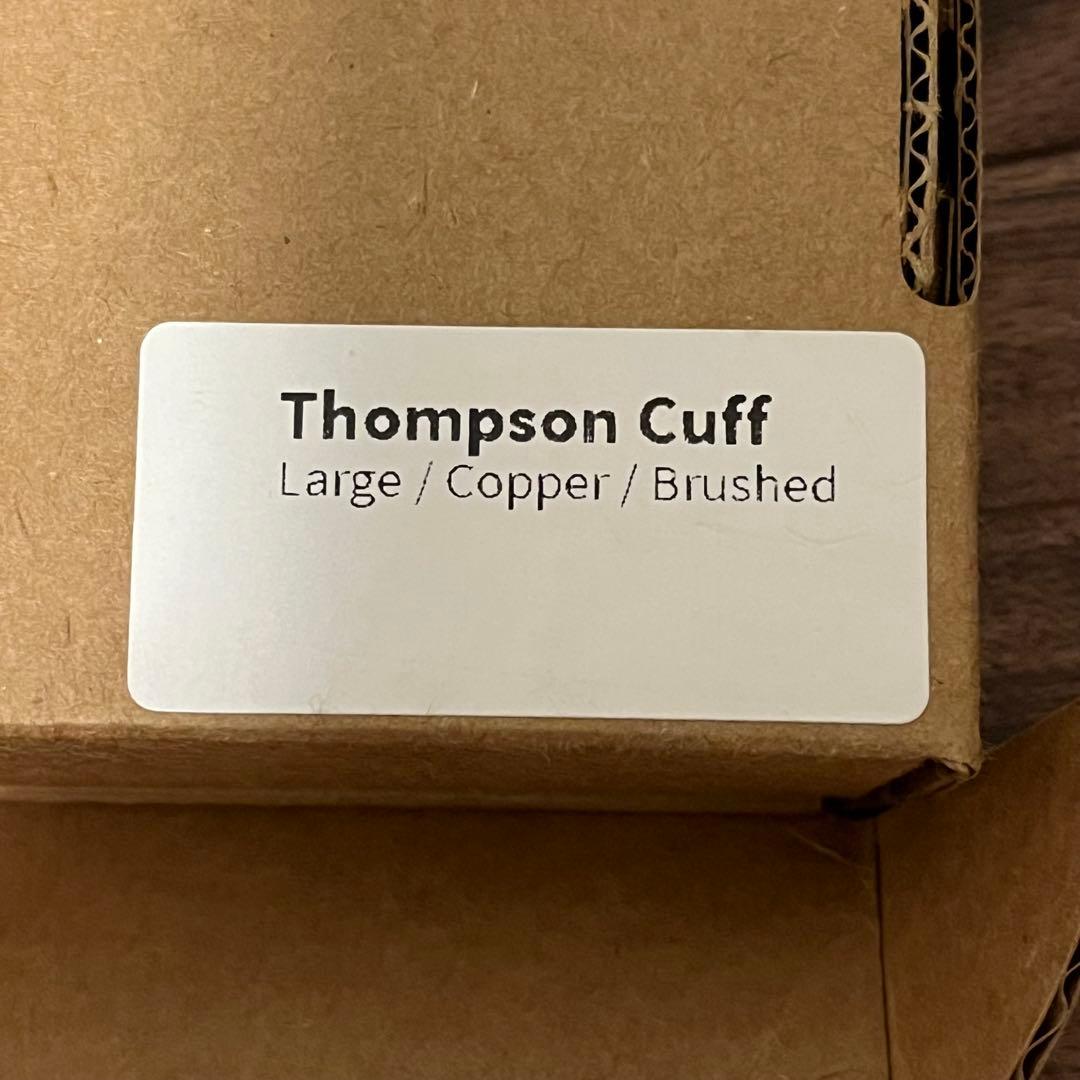 Thompson Cuff
Large / Copper / Brushed